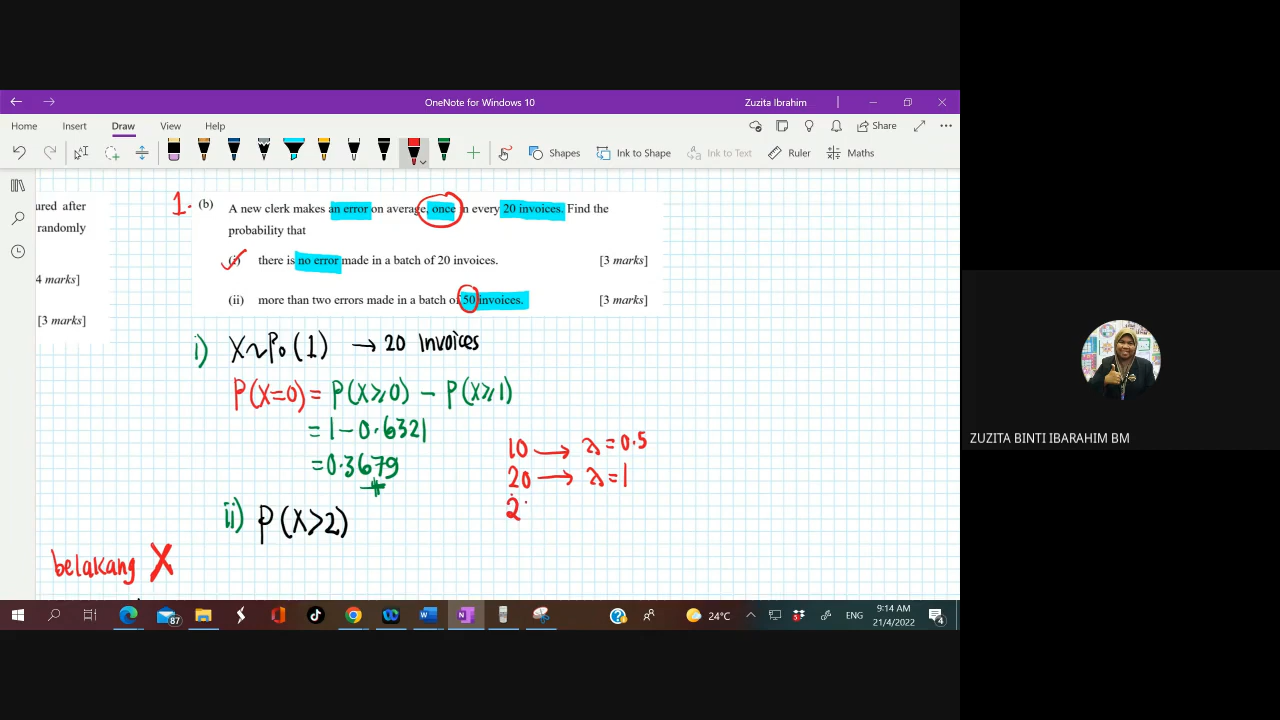 OneNote for Windows 10
Zuzita Ibrahim
Home Insert Draw View Help
Share
Shapes Ink to Shape Ink to Text Ruler Maths
ured after
randomly
4 marks]
[3 marks]
1. (b) A new clerk makes an error on average, once in every 20 invoices. Find the
probability that
(i) there is no error made in a batch of 20 invoices. [3 marks]
(ii) more than two errors made in a batch of 50 invoices. [3 marks]
i) X~Po(1) → 20 Invoices
P(X=0) = P(X≥0) − P(X≥1)
= 1 − 0.6321
= 0.3679
10 → λ = 0.5
20 → λ = 1
2
ii) P(X>2)
belakang X
ZUZITA BINTI IBARAHIM BM
87
24°C
ENG
9:14 AM
21/4/2022
4